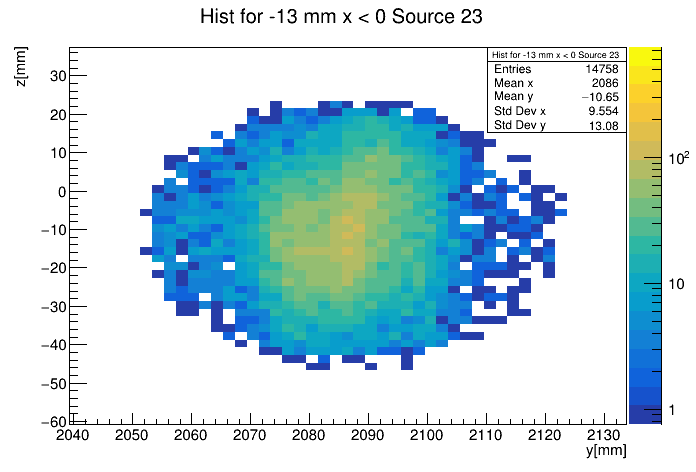 Hist for -13 mm x < 0 Source 23
z[mm]
Hist for -13 mm x < 0 Source 23
Entries 14758
Mean x 2086
Mean y −10.65
Std Dev x 9.554
Std Dev y 13.08
30
20
10
0
−10
−20
−30
−40
−50
−60
2040 2050 2060 2070 2080 2090 2100 2110 2120 2130
y[mm]
10²
10
1